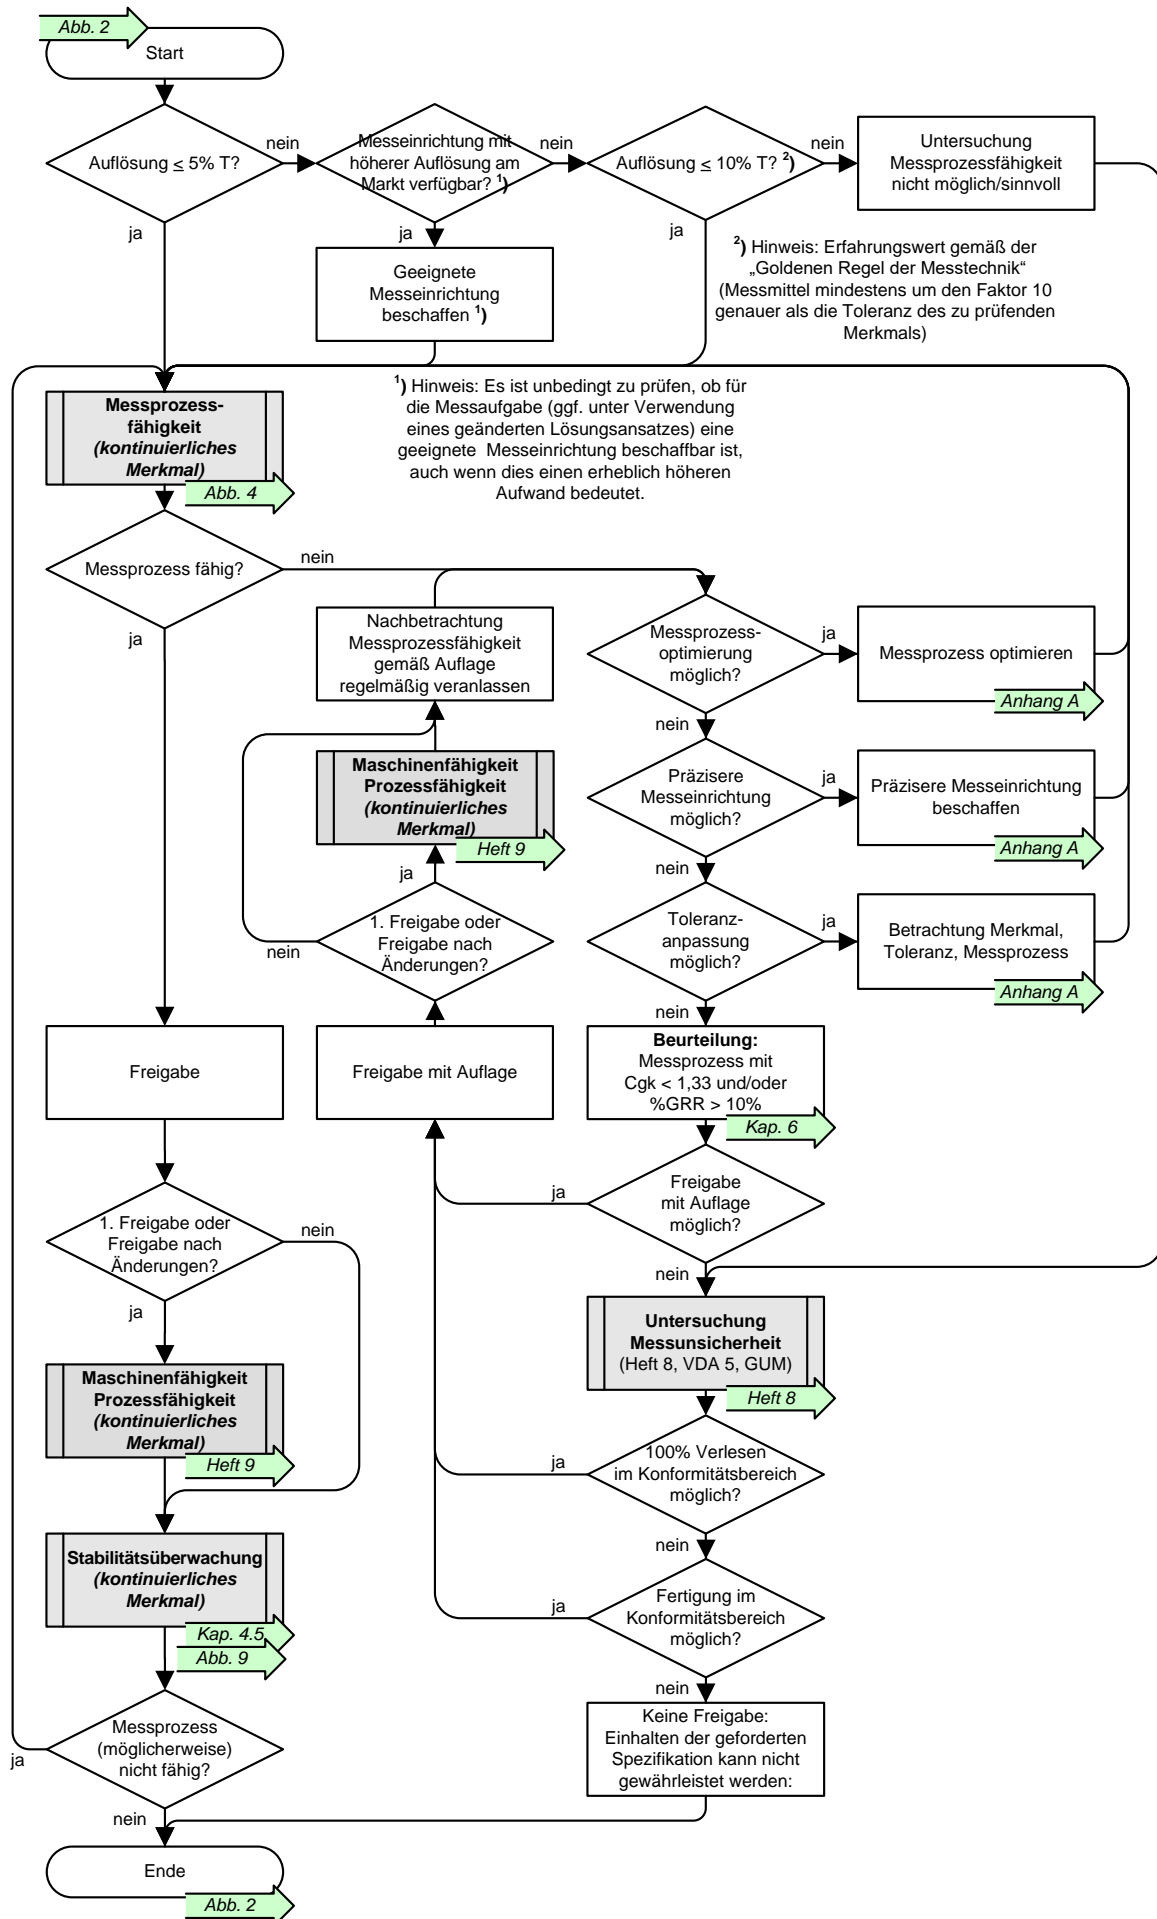 Abb. 2
Start
Auflösung ≤ 5% T?
nein
Messeinrichtung mit
höherer Auflösung am
Markt verfügbar? ¹)
nein
Auflösung ≤ 10% T? ²)
nein
Untersuchung
Messprozessfähigkeit
nicht möglich/sinnvoll
ja
ja
ja
Geeignete
Messeinrichtung
beschaffen ¹)
²) Hinweis: Erfahrungswert gemäß der
„Goldenen Regel der Messtechnik“
(Messmittel mindestens um den Faktor 10
genauer als die Toleranz des zu prüfenden
Merkmals)
¹) Hinweis: Es ist unbedingt zu prüfen, ob für
die Messaufgabe (ggf. unter Verwendung
eines geänderten Lösungsansatzes) eine
geeignete Messeinrichtung beschaffbar ist,
auch wenn dies einen erheblich höheren
Aufwand bedeutet.
Messprozess-
fähigkeit
(kontinuierliches
Merkmal)
Abb. 4
Messprozess fähig?
nein
ja
Nachbetrachtung
Messprozessfähigkeit
gemäß Auflage
regelmäßig veranlassen
Messprozess-
optimierung
möglich?
ja
Messprozess optimieren
Anhang A
nein
Maschinenfähigkeit
Prozessfähigkeit
(kontinuierliches
Merkmal)
Heft 9
Präzisere
Messeinrichtung
möglich?
ja
Präzisere Messeinrichtung
beschaffen
Anhang A
nein
ja
1. Freigabe oder
Freigabe nach
Änderungen?
nein
Toleranz-
anpassung
möglich?
ja
Betrachtung Merkmal,
Toleranz, Messprozess
Anhang A
nein
Freigabe
Freigabe mit Auflage
Beurteilung:
Messprozess mit
Cgk < 1,33 und/oder
%GRR > 10%
Kap. 6
Freigabe
mit Auflage
möglich?
ja
nein
1. Freigabe oder
Freigabe nach
Änderungen?
nein
ja
Untersuchung
Messunsicherheit
(Heft 8, VDA 5, GUM)
Heft 8
Maschinenfähigkeit
Prozessfähigkeit
(kontinuierliches
Merkmal)
Heft 9
100% Verlesen
im Konformitätsbereich
möglich?
ja
nein
Stabilitätsüberwachung
(kontinuierliches
Merkmal)
Kap. 4.5
Abb. 9
Fertigung im
Konformitätsbereich
möglich?
ja
nein
Messprozess
(möglicherweise)
nicht fähig?
ja
nein
Keine Freigabe:
Einhalten der geforderten
Spezifikation kann nicht
gewährleistet werden:
Ende
Abb. 2